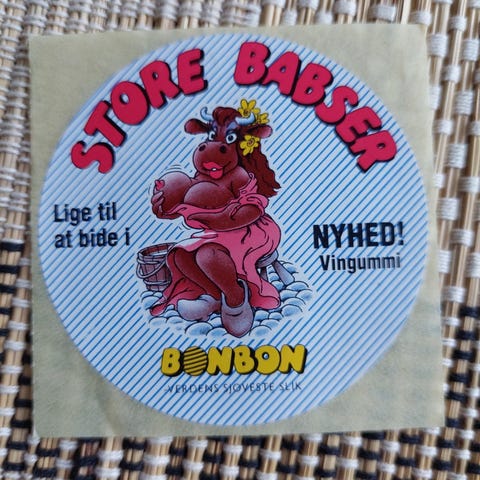 STORE BABSER
Lige til
at bide i
NYHED!
Vingummi
BONBON
VERDENS SJOVESTE SLIK